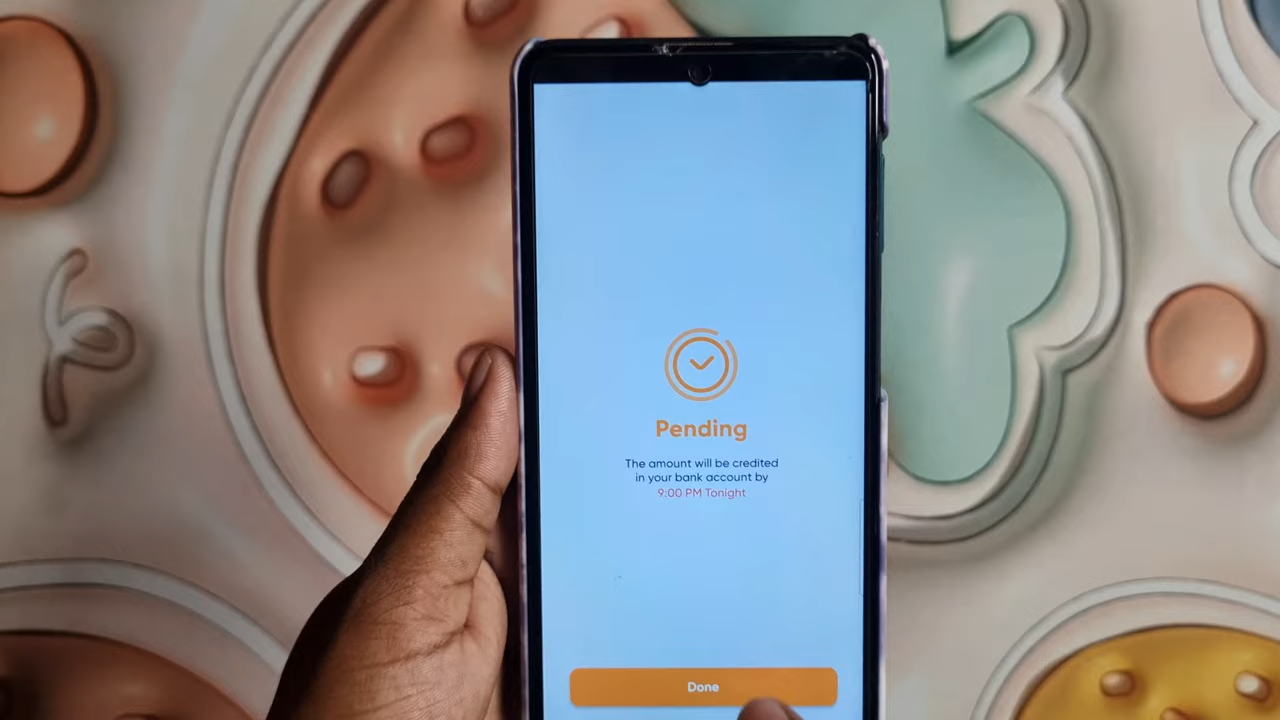 Pending
The amount will be credited
in your bank account by
9:00 PM Tonight
Done